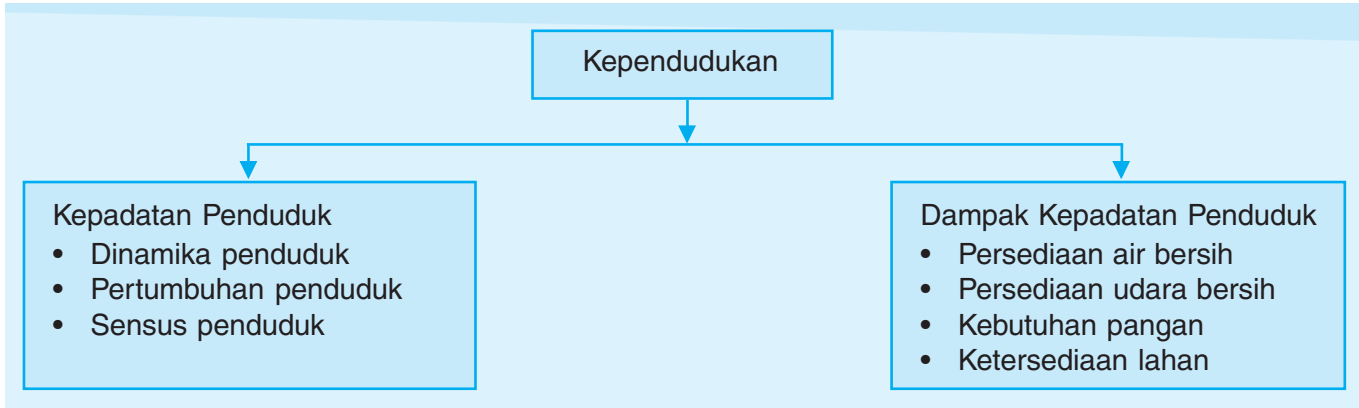 Kependudukan
Kepadatan Penduduk
• Dinamika penduduk
• Pertumbuhan penduduk
• Sensus penduduk
Dampak Kepadatan Penduduk
• Persediaan air bersih
• Persediaan udara bersih
• Kebutuhan pangan
• Ketersediaan lahan